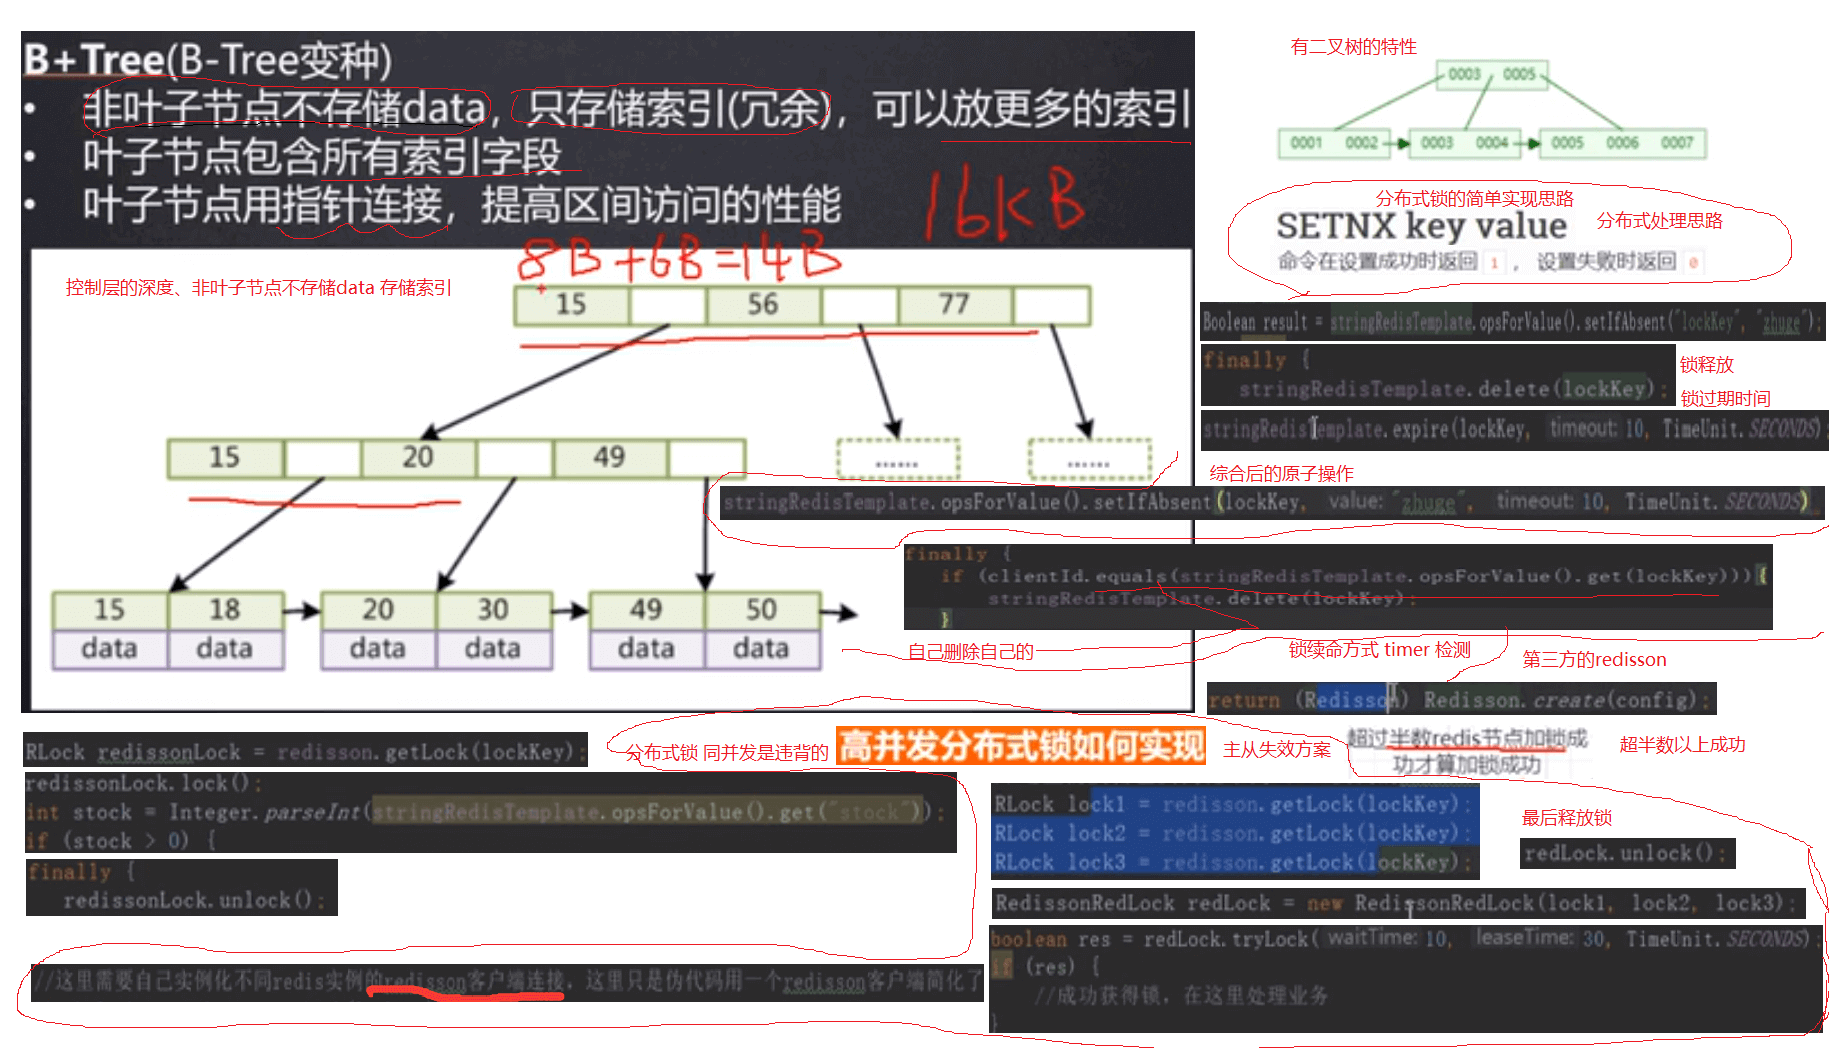 B+Tree(B-Tree变种)
• 非叶子节点不存储data，只存储索引(冗余)，可以放更多的索引
• 叶子节点包含所有索引字段
• 叶子节点用指针连接，提高区间访问的性能
16KB
8B+6B=14B
控制层的深度、非叶子节点不存储data 存储索引
15 56 77
15 20 49
...... ......
15 18 20 30 49 50
data data data data data data
有二叉树的特性
0003 0005
0001 0002 0003 0004 0005 0006 0007
分布式锁的简单实现思路
SETNX key value
分布式处理思路
命令在设置成功时返回 1 ， 设置失败时返回 0
Boolean result = stringRedisTemplate.opsForValue().setIfAbsent("lockKey", "zhuge");
finally {
stringRedisTemplate.delete(lockKey);
锁释放
锁过期时间
stringRedisTemplate.expire(lockKey, timeout: 10, TimeUnit.SECONDS)
综合后的原子操作
stringRedisTemplate.opsForValue().setIfAbsent(lockKey, value: "zhuge", timeout: 10, TimeUnit.SECONDS)
finally {
if (clientId.equals(stringRedisTemplate.opsForValue().get(lockKey))){
stringRedisTemplate.delete(lockKey);
}
自己删除自己的
锁续命方式 timer 检测
第三方的redisson
return (Redisson) Redisson.create(config);
RLock redissonLock = redisson.getLock(lockKey);
分布式锁 同并发是违背的
高并发分布式锁如何实现
主从失效方案
超过半数redis节点加锁成
功才算加锁成功
超半数以上成功
redissonLock.lock();
int stock = Integer.parseInt(stringRedisTemplate.opsForValue().get("stock"));
if (stock > 0) {
finally {
redissonLock.unlock();
RLock lock1 = redisson.getLock(lockKey);
RLock lock2 = redisson.getLock(lockKey);
RLock lock3 = redisson.getLock(lockKey);
最后释放锁
redLock.unlock();
RedissonRedLock redLock = new RedissonRedLock(lock1, lock2, lock3);
boolean res = redLock.tryLock( waitTime: 10, leaseTime: 30, TimeUnit.SECONDS);
if (res) {
//成功获得锁，在这里处理业务
}
//这里需要自己实例化不同redis实例的redisson客户端连接，这里只是伪代码用一个redisson客户端简化了